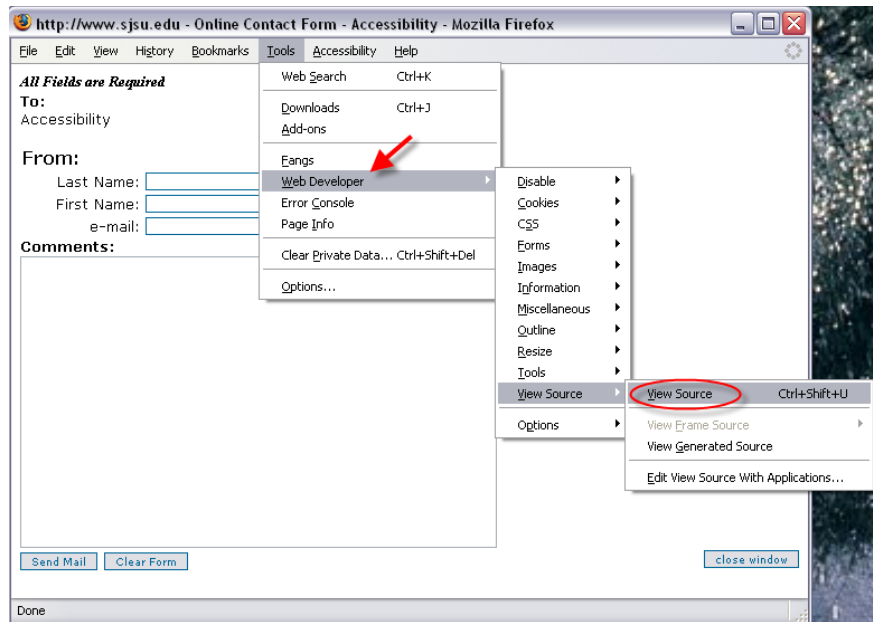 http://www.sjsu.edu - Online Contact Form - Accessibility - Mozilla Firefox
File Edit View History Bookmarks Tools Accessibility Help
All Fields are Required
To:
Accessibility
From:
Last Name:
First Name:
e-mail:
Comments:
Send Mail Clear Form
close window
Done
Web Search Ctrl+K
Downloads Ctrl+J
Add-ons
Fangs
Web Developer
Error Console
Page Info
Clear Private Data... Ctrl+Shift+Del
Options...
Disable
Cookies
CSS
Forms
Images
Information
Miscellaneous
Outline
Resize
Tools
View Source
Options
View Source Ctrl+Shift+U
View Frame Source
View Generated Source
Edit View Source With Applications...